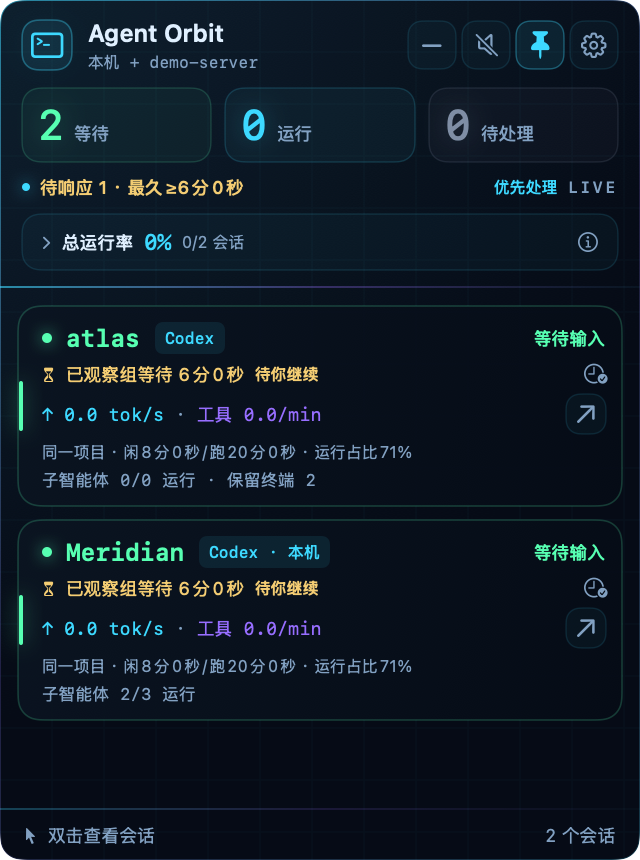 Agent Orbit
本机 + demo-server
2 等待
0 运行
0 待处理
待响应 1 · 最久 ≥6分0秒
优先处理 LIVE
总运行率 0% 0/2 会话
atlas Codex 等待输入
已观察组等待 6分0秒 待你继续
↑ 0.0 tok/s · 工具 0.0/min
同一项目 · 闲8分0秒/跑20分0秒 · 运行占比71%
子智能体 0/0 运行 · 保留终端 2
Meridian Codex · 本机 等待输入
已观察组等待 6分0秒 待你继续
↑ 0.0 tok/s · 工具 0.0/min
同一项目 · 闲8分0秒/跑20分0秒 · 运行占比71%
子智能体 2/3 运行
双击查看会话
2 个会话